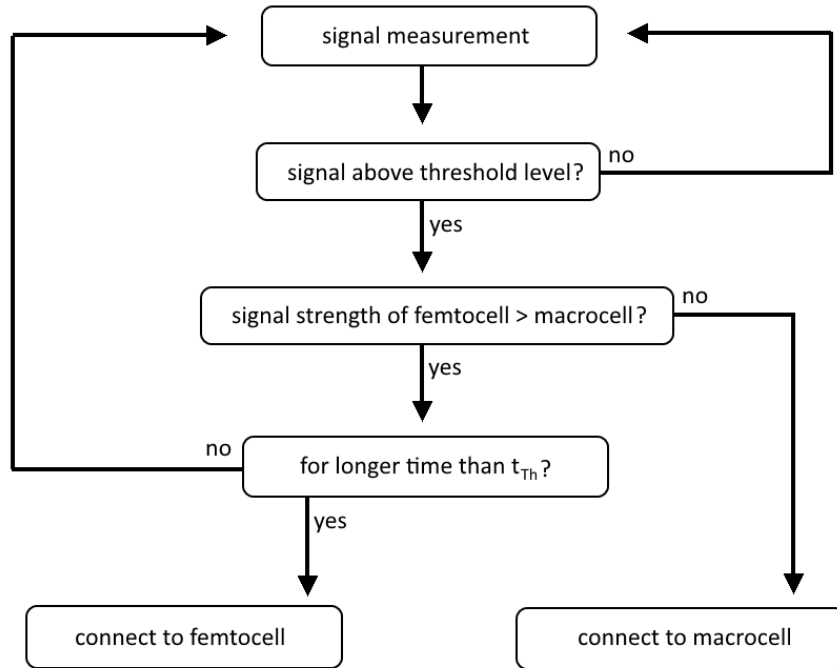 signal measurement
signal above threshold level?
no
yes
signal strength of femtocell > macrocell?
no
yes
no
for longer time than tTh?
yes
connect to femtocell
connect to macrocell